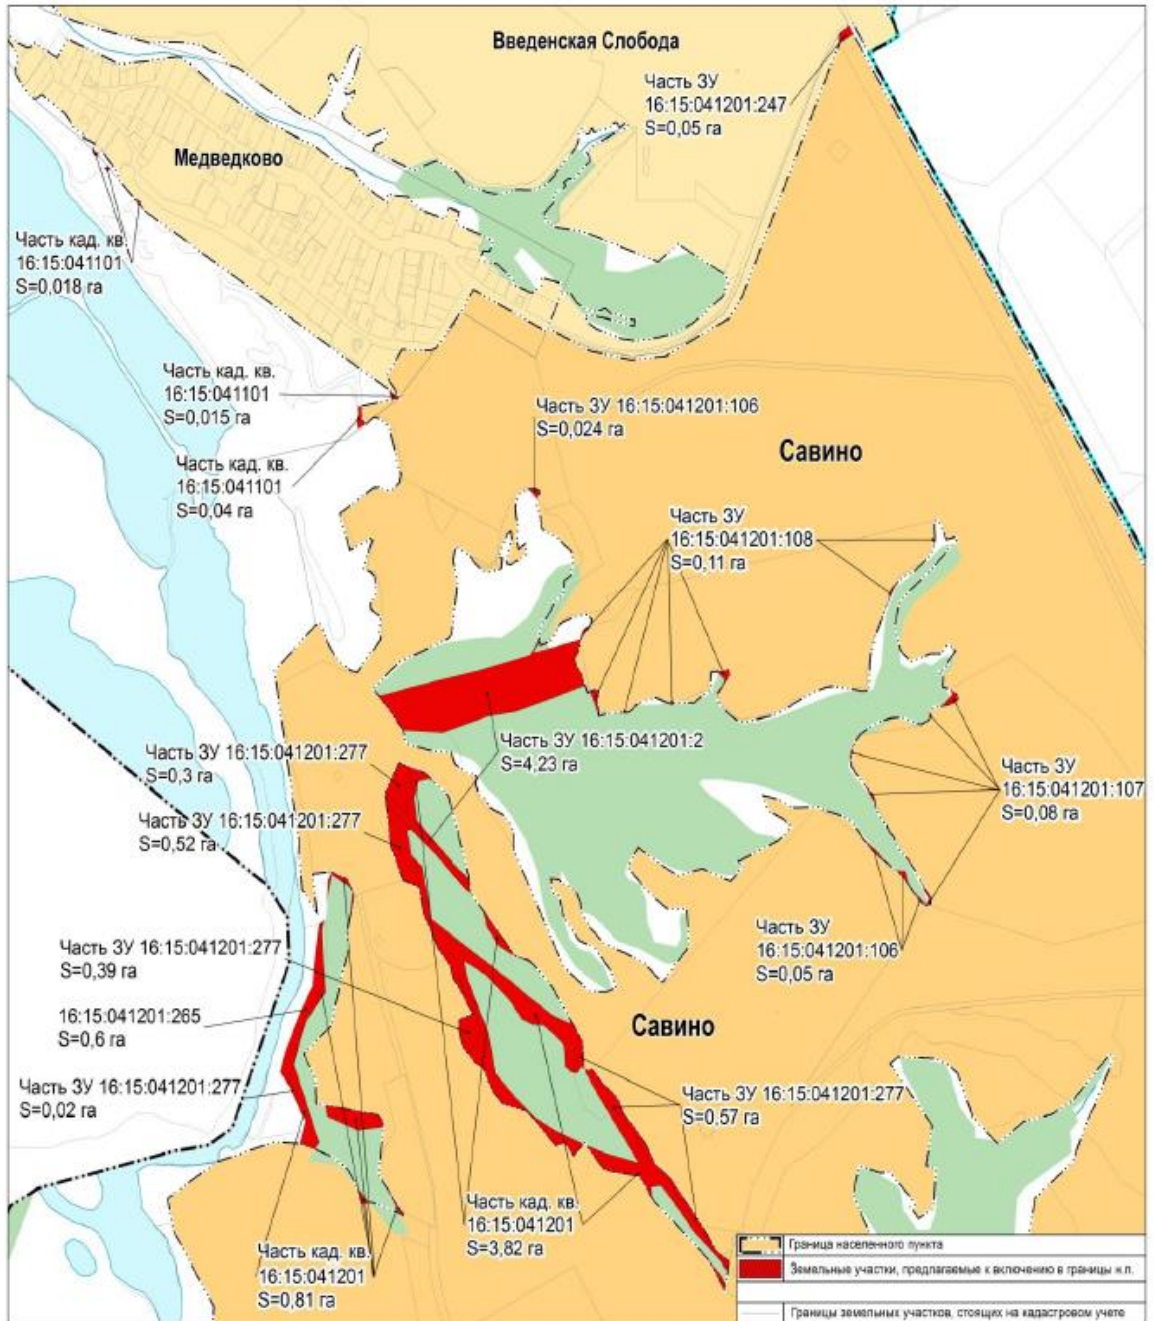 Введенская Слобода
Часть ЗУ
16:15:041201:247
S=0,05 га
Медведково
Часть кад. кв.
16:15:041101
S=0,018 га
Часть кад. кв.
16:15:041101
S=0,015 га
Часть ЗУ 16:15:041201:106
S=0,024 га
Савино
Часть кад. кв.
16:15:041101
S=0,04 га
Часть ЗУ
16:15:041201:108
S=0,11 га
Часть ЗУ 16:15:041201:277
S=0,3 га
Часть ЗУ 16:15:041201:2
S=4,23 га
Часть ЗУ
16:15:041201:107
S=0,08 га
Часть ЗУ 16:15:041201:277
S=0,52 га
Часть ЗУ
16:15:041201:106
S=0,05 га
Часть ЗУ 16:15:041201:277
S=0,39 га
16:15:041201:265
S=0,6 га
Савино
Часть ЗУ 16:15:041201:277
S=0,02 га
Часть ЗУ 16:15:041201:277
S=0,57 га
Часть кад. кв.
16:15:041201
S=3,82 га
Часть кад. кв.
16:15:041201
S=0,81 га
Граница населенного пункта
Земельные участки, предлагаемые к включению в границы н.п.
Границы земельных участков, стоящих на кадастровом учете